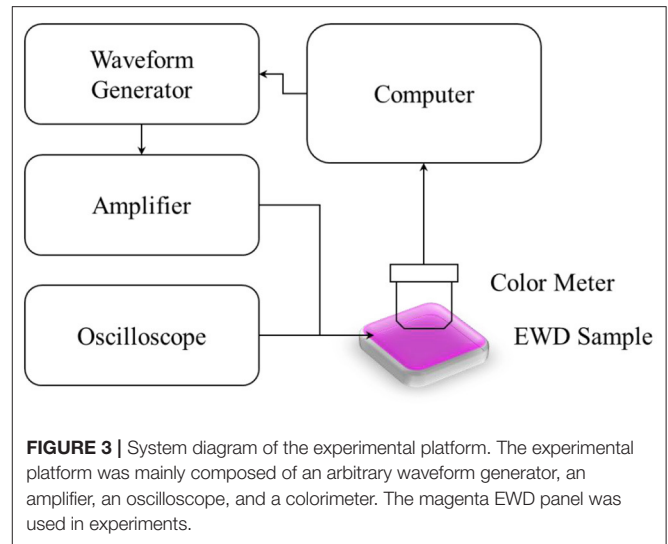 Waveform
Generator
Computer
Amplifier
Oscilloscope
Color Meter
EWD Sample
FIGURE 3 | System diagram of the experimental platform. The experimental
platform was mainly composed of an arbitrary waveform generator, an
amplifier, an oscilloscope, and a colorimeter. The magenta EWD panel was
used in experiments.